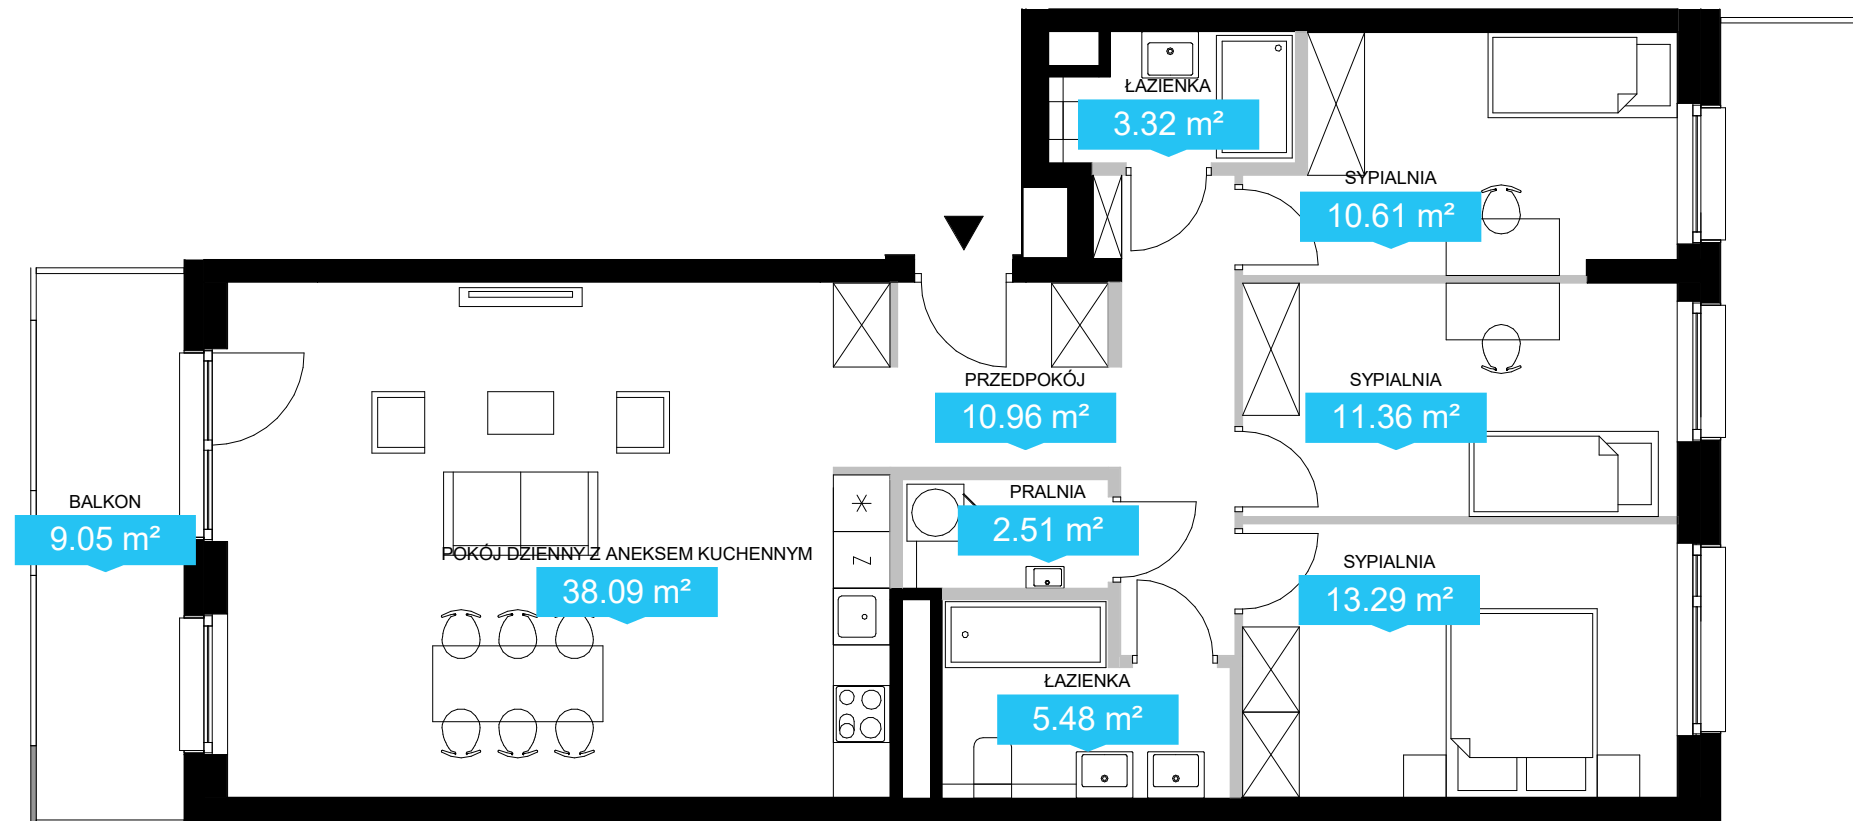 ŁAZIENKA
3.32 m²
SYPIALNIA
10.61 m²
PRZEDPOKÓJ
10.96 m²
SYPIALNIA
11.36 m²
BALKON
9.05 m²
PRALNIA
2.51 m²
POKÓJ DZIENNY Z ANEKSEM KUCHENNYM
38.09 m²
SYPIALNIA
13.29 m²
ŁAZIENKA
5.48 m²
Z